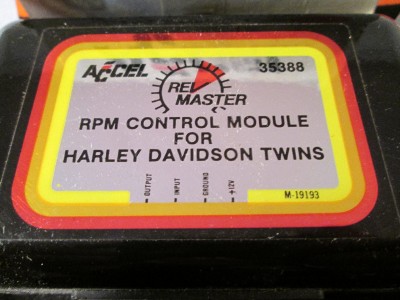 ACCEL 35388
REV
MASTER
RPM CONTROL MODULE
FOR
HARLEY DAVIDSON TWINS
OUTPUT INPUT GROUND +12V
M-19193